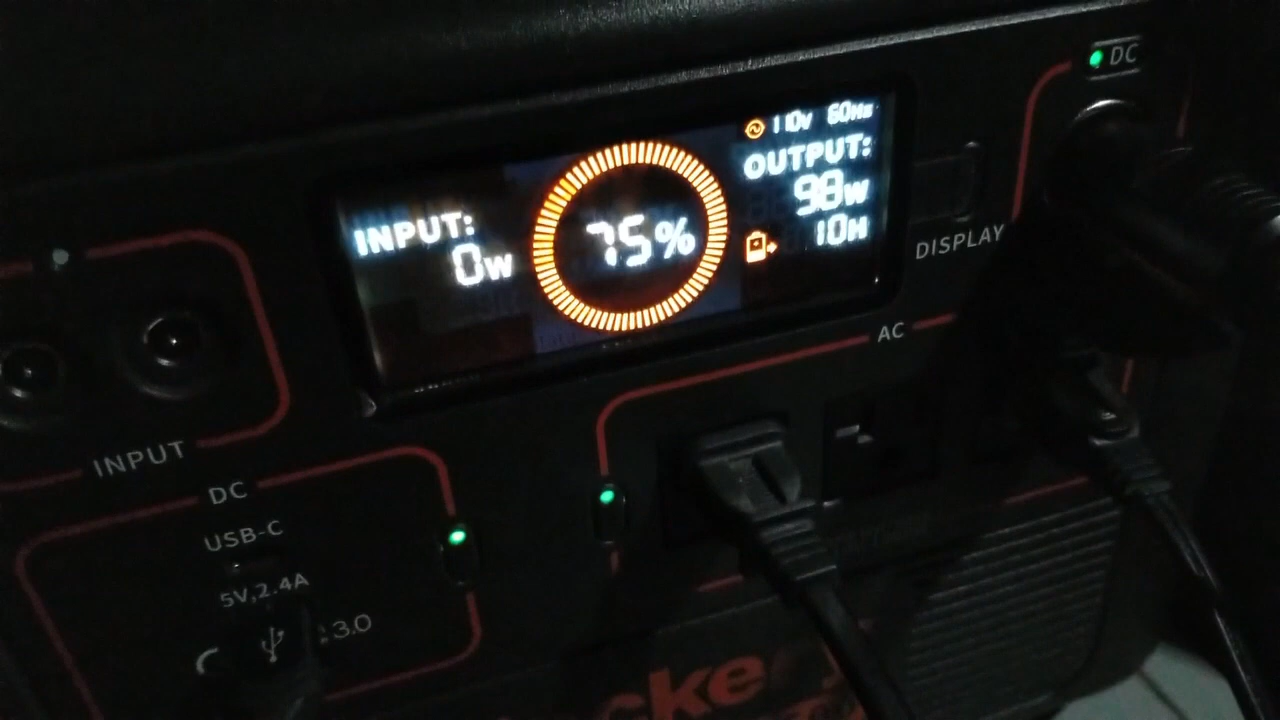 DC
110V 60Hz
OUTPUT:
98W
10H
INPUT:
0W
75%
DISPLAY
AC
INPUT
DC
USB-C
5V,2.4A
3.0